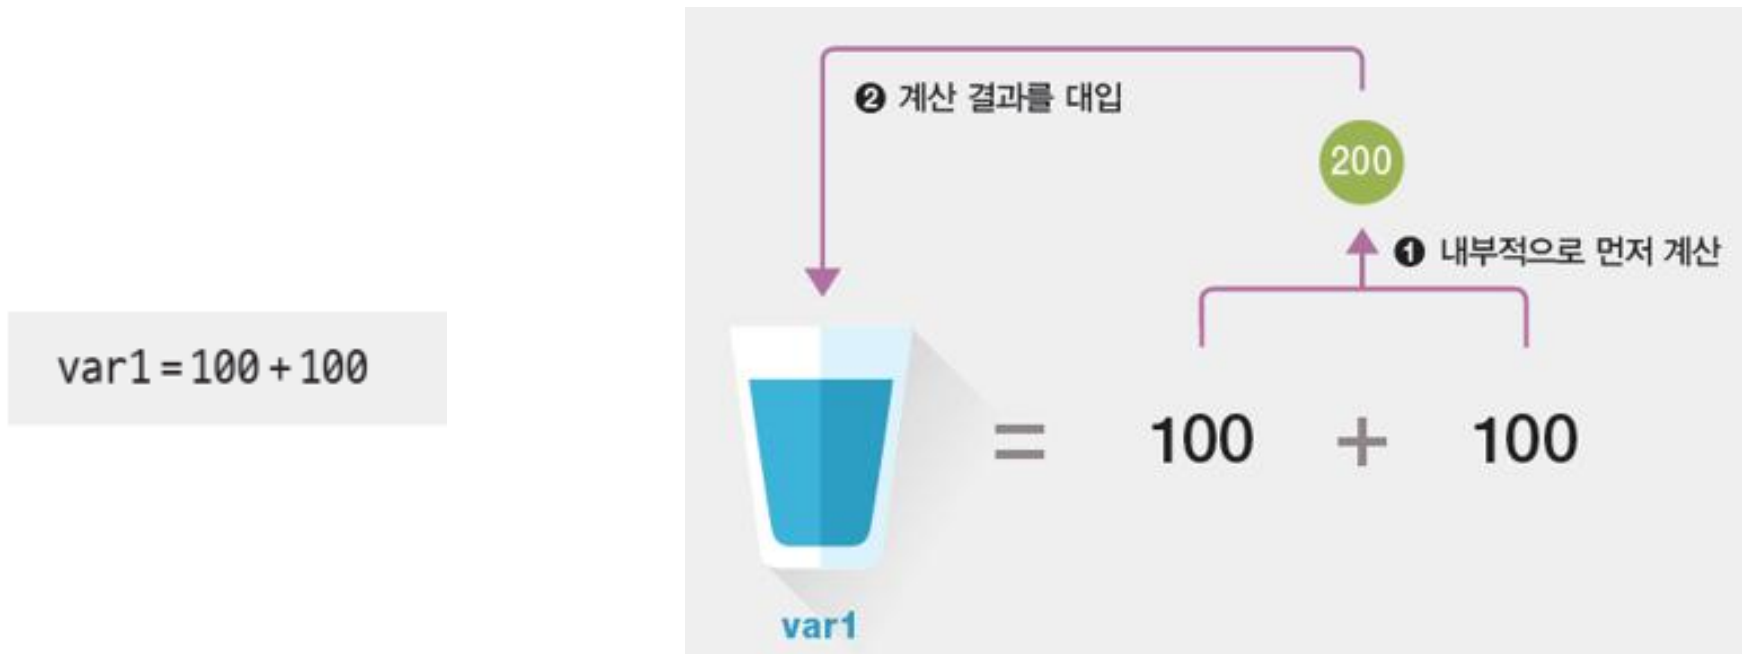 var1=100+100
❷ 계산 결과를 대입
200
❶ 내부적으로 먼저 계산
= 100 + 100
var1